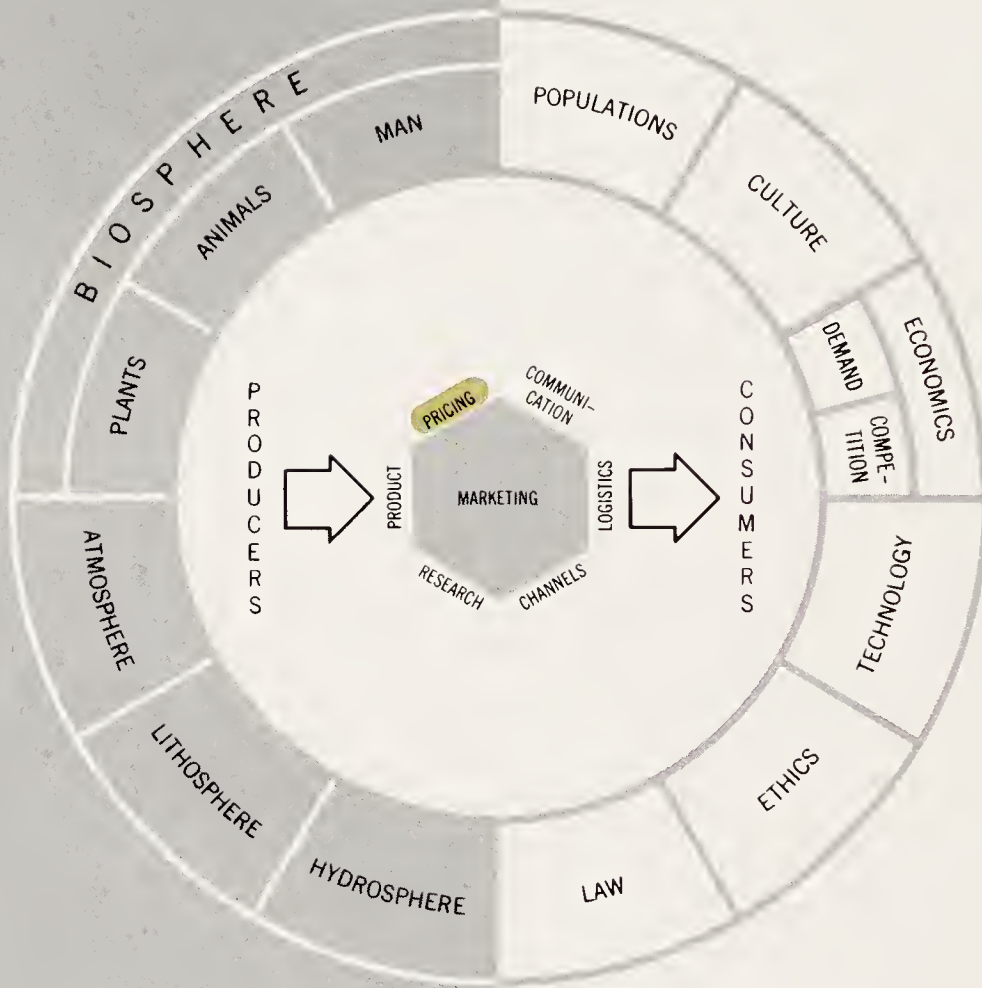 BIOSPHERE
MAN
ANIMALS
PLANTS
ATMOSPHERE
LITHOSPHERE
HYDROSPHERE
POPULATIONS
CULTURE
ECONOMICS
DEMAND
COMPE-
TITION
TECHNOLOGY
ETHICS
LAW
PRODUCERS
PRICING
COMMUNI-
CATION
PRODUCT
MARKETING
LOGISTICS
RESEARCH
CHANNELS
CONSUMERS